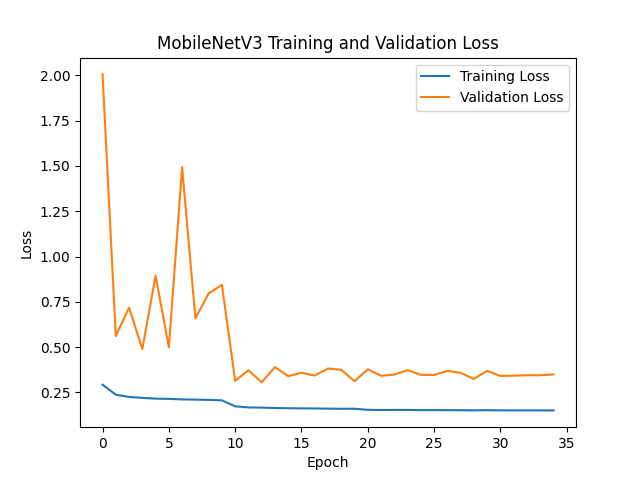 MobileNetV3 Training and Validation Loss
Training Loss
Validation Loss
2.00
1.75
1.50
1.25
1.00
0.75
0.50
0.25
Loss
0 5 10 15 20 25 30 35
Epoch